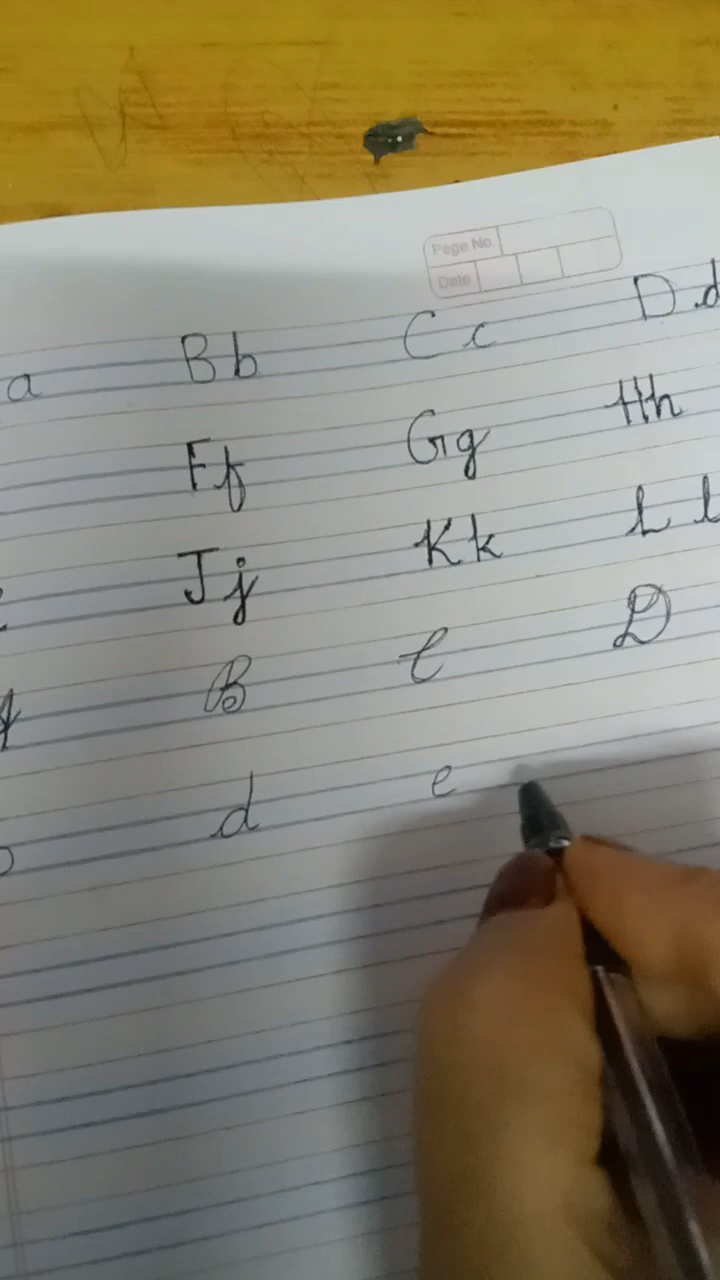 Page No.
Date
a Bb Cc Dd
Ff Gg Hh
Jj Kk Ll
A B C D
d e